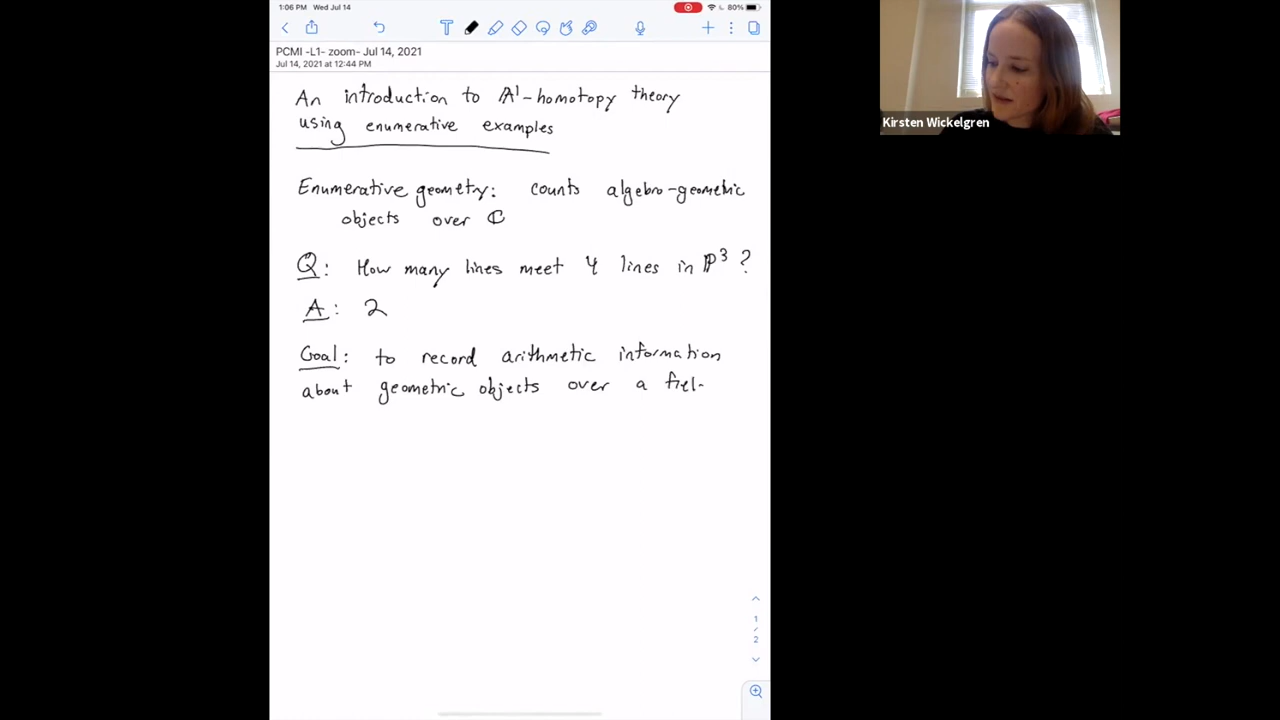 1:06 PM Wed Jul 14
80%
PCMI -L1- zoom- Jul 14, 2021
Jul 14, 2021 at 12:44 PM
An introduction to 𝔸¹-homotopy theory
using enumerative examples
Enumerative geometry: counts algebro-geometric
objects over ℂ
Q: How many lines meet 4 lines in ℙ³ ?
A: 2
Goal: to record arithmetic information
about geometric objects over a fiel
1
/
2
Kirsten Wickelgren